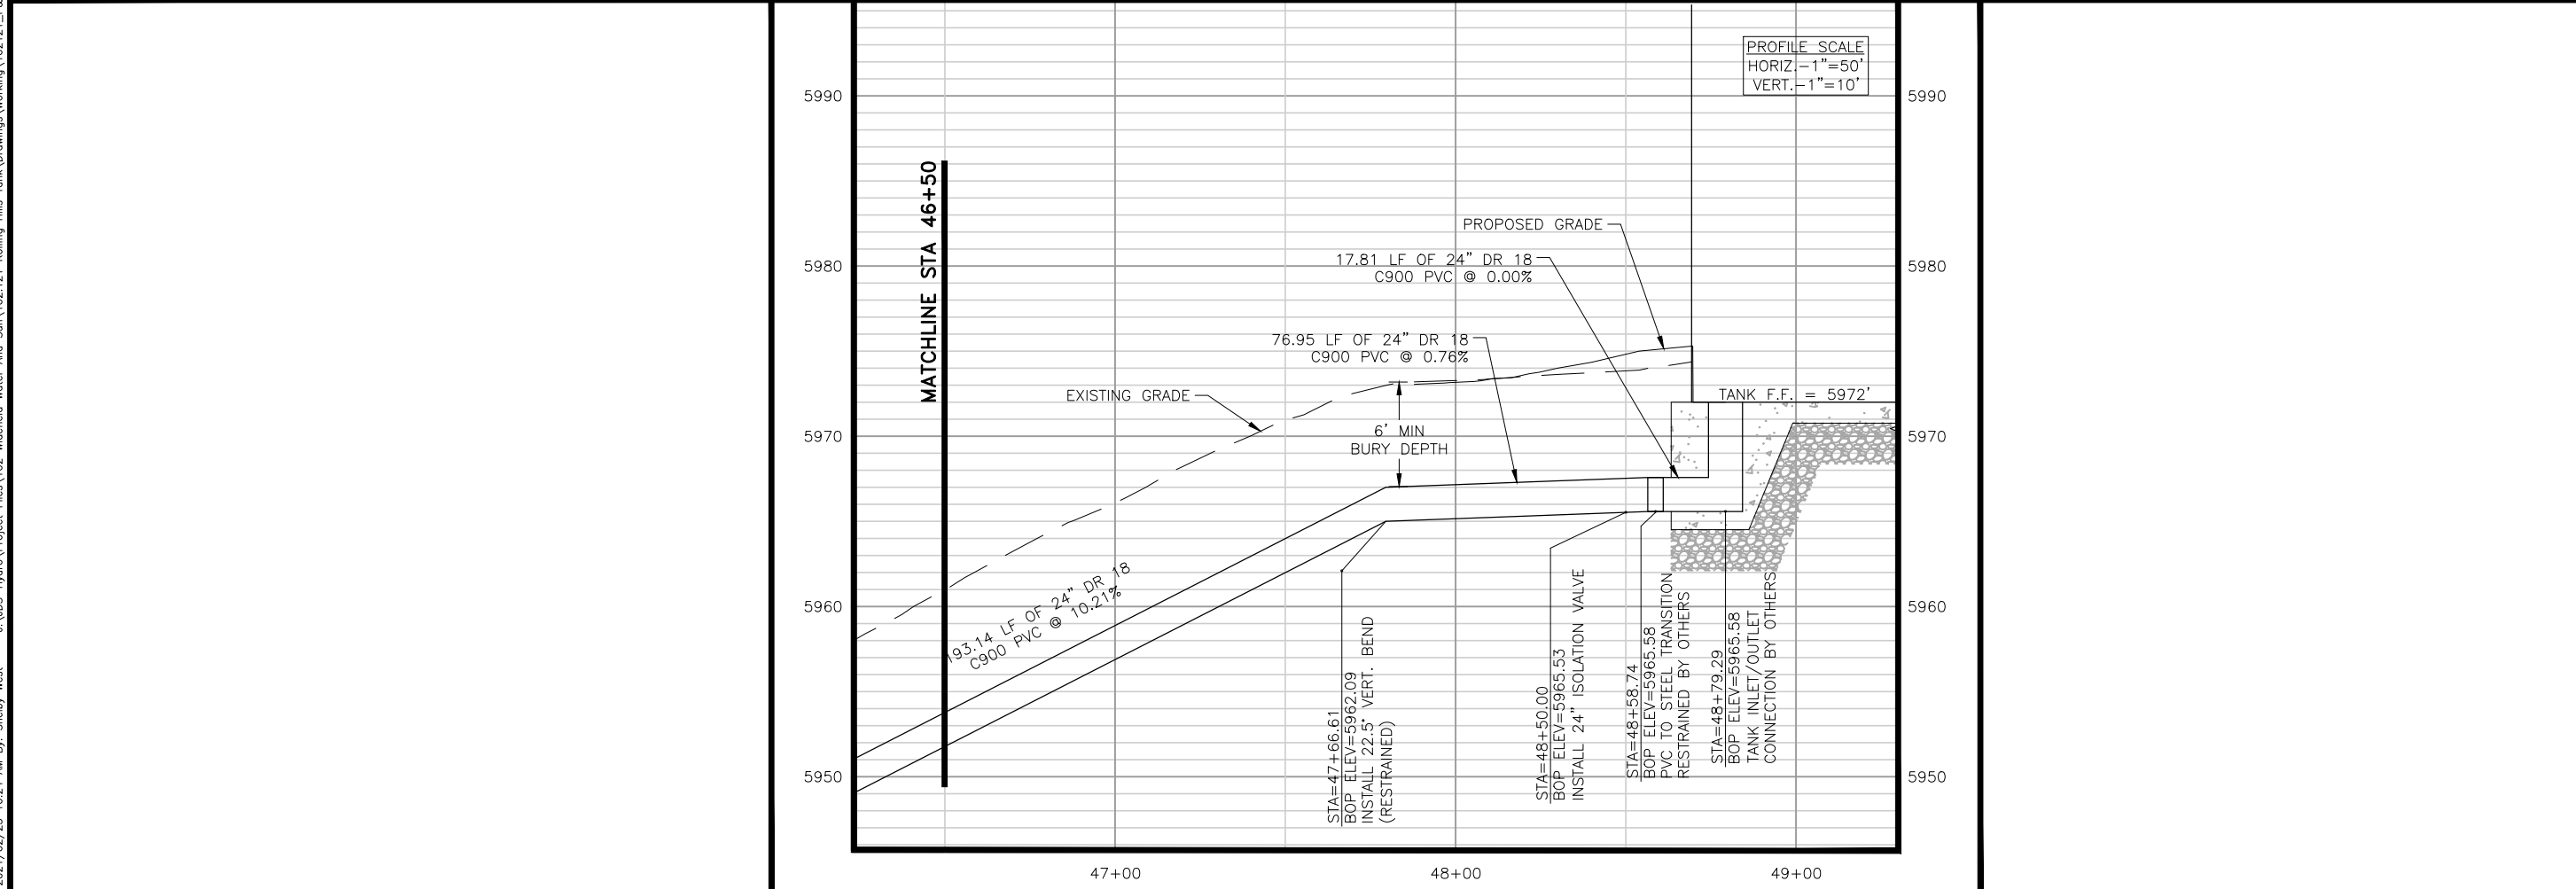 PROFILE SCALE
HORIZ.-1"=50'
VERT.-1"=10'
5990
5990
MATCHLINE STA 46+50
PROPOSED GRADE
17.81 LF OF 24" DR 18
C900 PVC @ 0.00%
5980
5980
76.95 LF OF 24" DR 18
C900 PVC @ 0.76%
EXISTING GRADE
TANK F.F. = 5972'
6' MIN
BURY DEPTH
5970
5970
193.14 LF OF 24" DR 18
C900 PVC @ 10.21%
5960
5960
STA=47+66.61
BOP ELEV=5962.09
INSTALL 22.5° VERT. BEND
(RESTRAINED)
STA=48+50.00
BOP ELEV=5965.53
INSTALL 24" ISOLATION VALVE
STA=48+58.74
BOP ELEV=5965.58
PVC TO STEEL TRANSITION
RESTRAINED BY OTHERS
STA=48+79.29
BOP ELEV=5965.58
TANK INLET/OUTLET
CONNECTION BY OTHERS
5950
5950
47+00
48+00
49+00